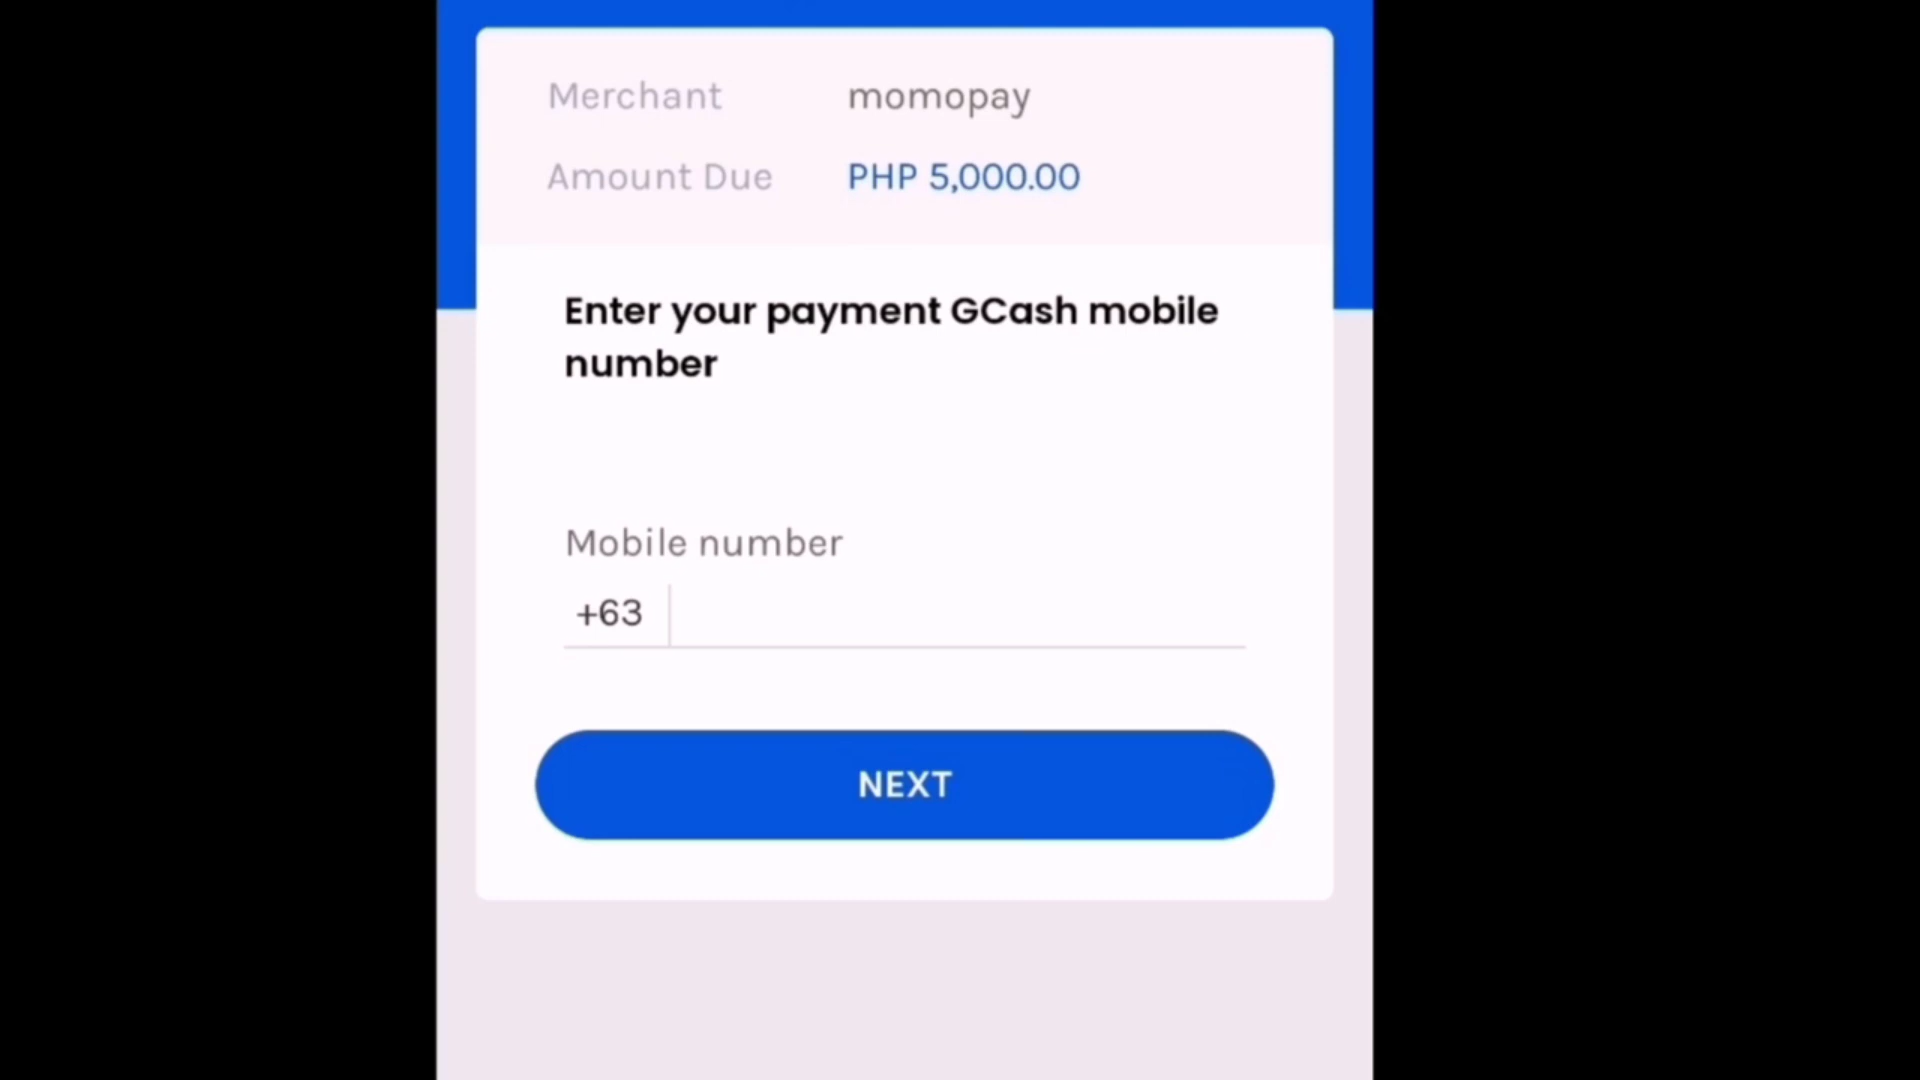 Merchant momopay
Amount Due PHP 5,000.00
Enter your payment GCash mobile
number
Mobile number
+63
NEXT